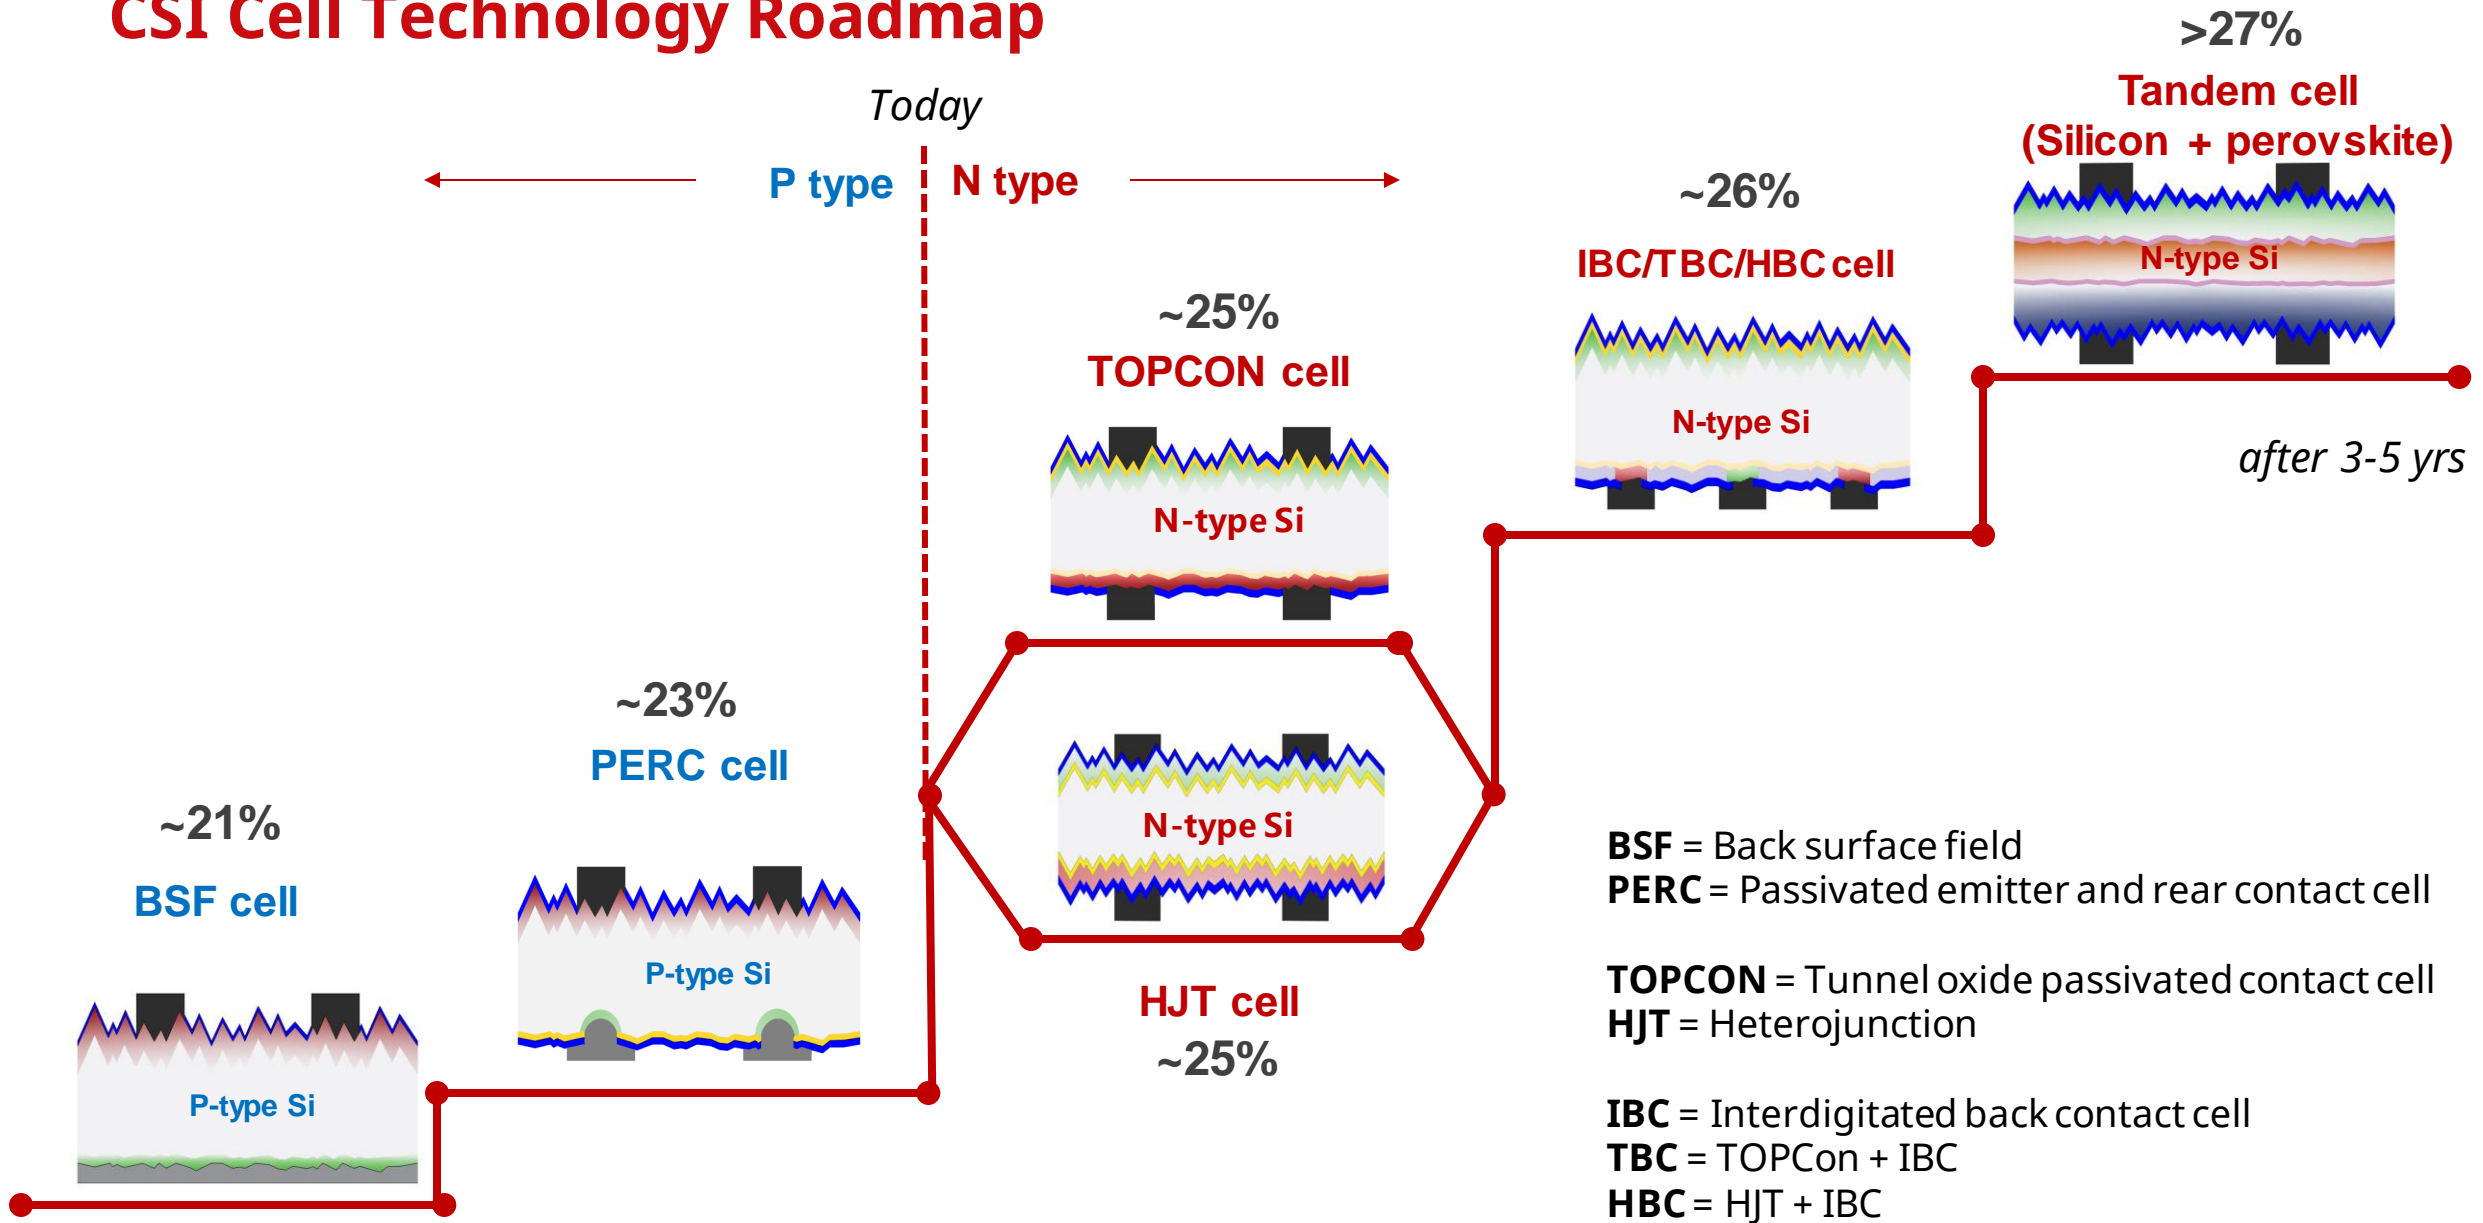 CSI Cell Technology Roadmap
Today
P type
N type
~21%
BSF cell
P-type Si
~23%
PERC cell
P-type Si
~25%
TOPCON cell
N-type Si
N-type Si
HJT cell
~25%
~26%
IBC/TBC/HBC cell
N-type Si
>27%
Tandem cell
(Silicon + perovskite)
N-type Si
after 3-5 yrs
BSF = Back surface field
PERC = Passivated emitter and rear contact cell
TOPCON = Tunnel oxide passivated contact cell
HJT = Heterojunction
IBC = Interdigitated back contact cell
TBC = TOPCon + IBC
HBC = HJT + IBC